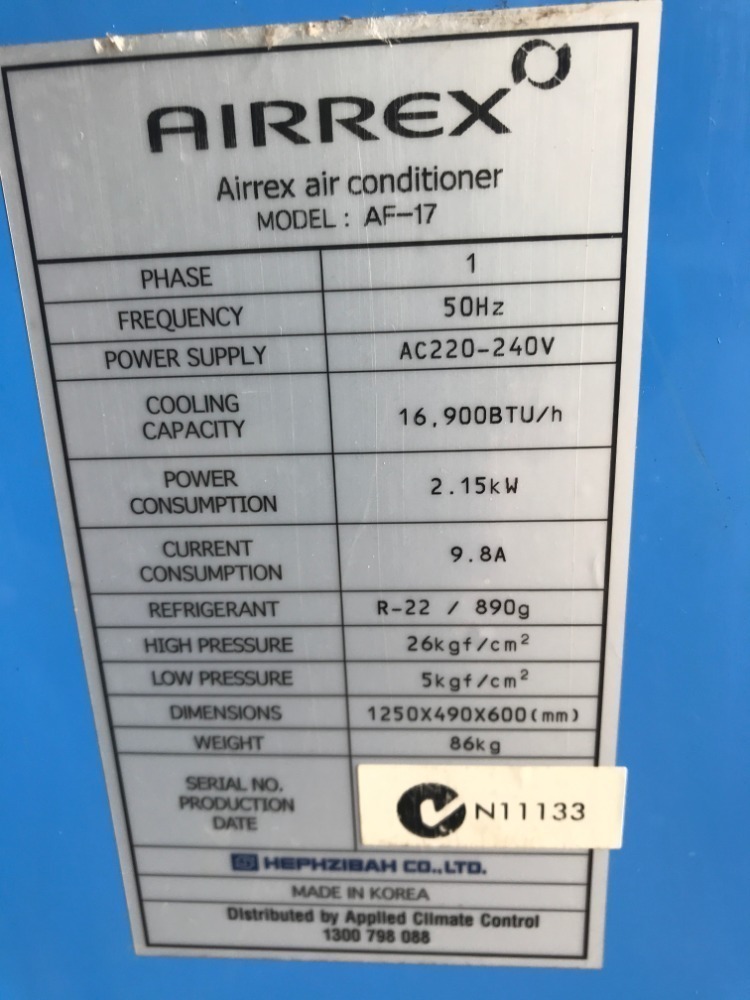 AIRREX
Airrex air conditioner
MODEL : AF-17
PHASE 1
FREQUENCY 50Hz
POWER SUPPLY AC220-240V
COOLING
CAPACITY 16,900BTU/h
POWER
CONSUMPTION 2.15kW
CURRENT
CONSUMPTION 9.8A
REFRIGERANT R-22 / 890g
HIGH PRESSURE 26kgf/cm²
LOW PRESSURE 5kgf/cm²
DIMENSIONS 1250X490X600(mm)
WEIGHT 86kg
SERIAL NO.
PRODUCTION
DATE
N11133
HEPHZIBAH CO.,LTD.
MADE IN KOREA
Distributed by Applied Climate Control
1300 798 088